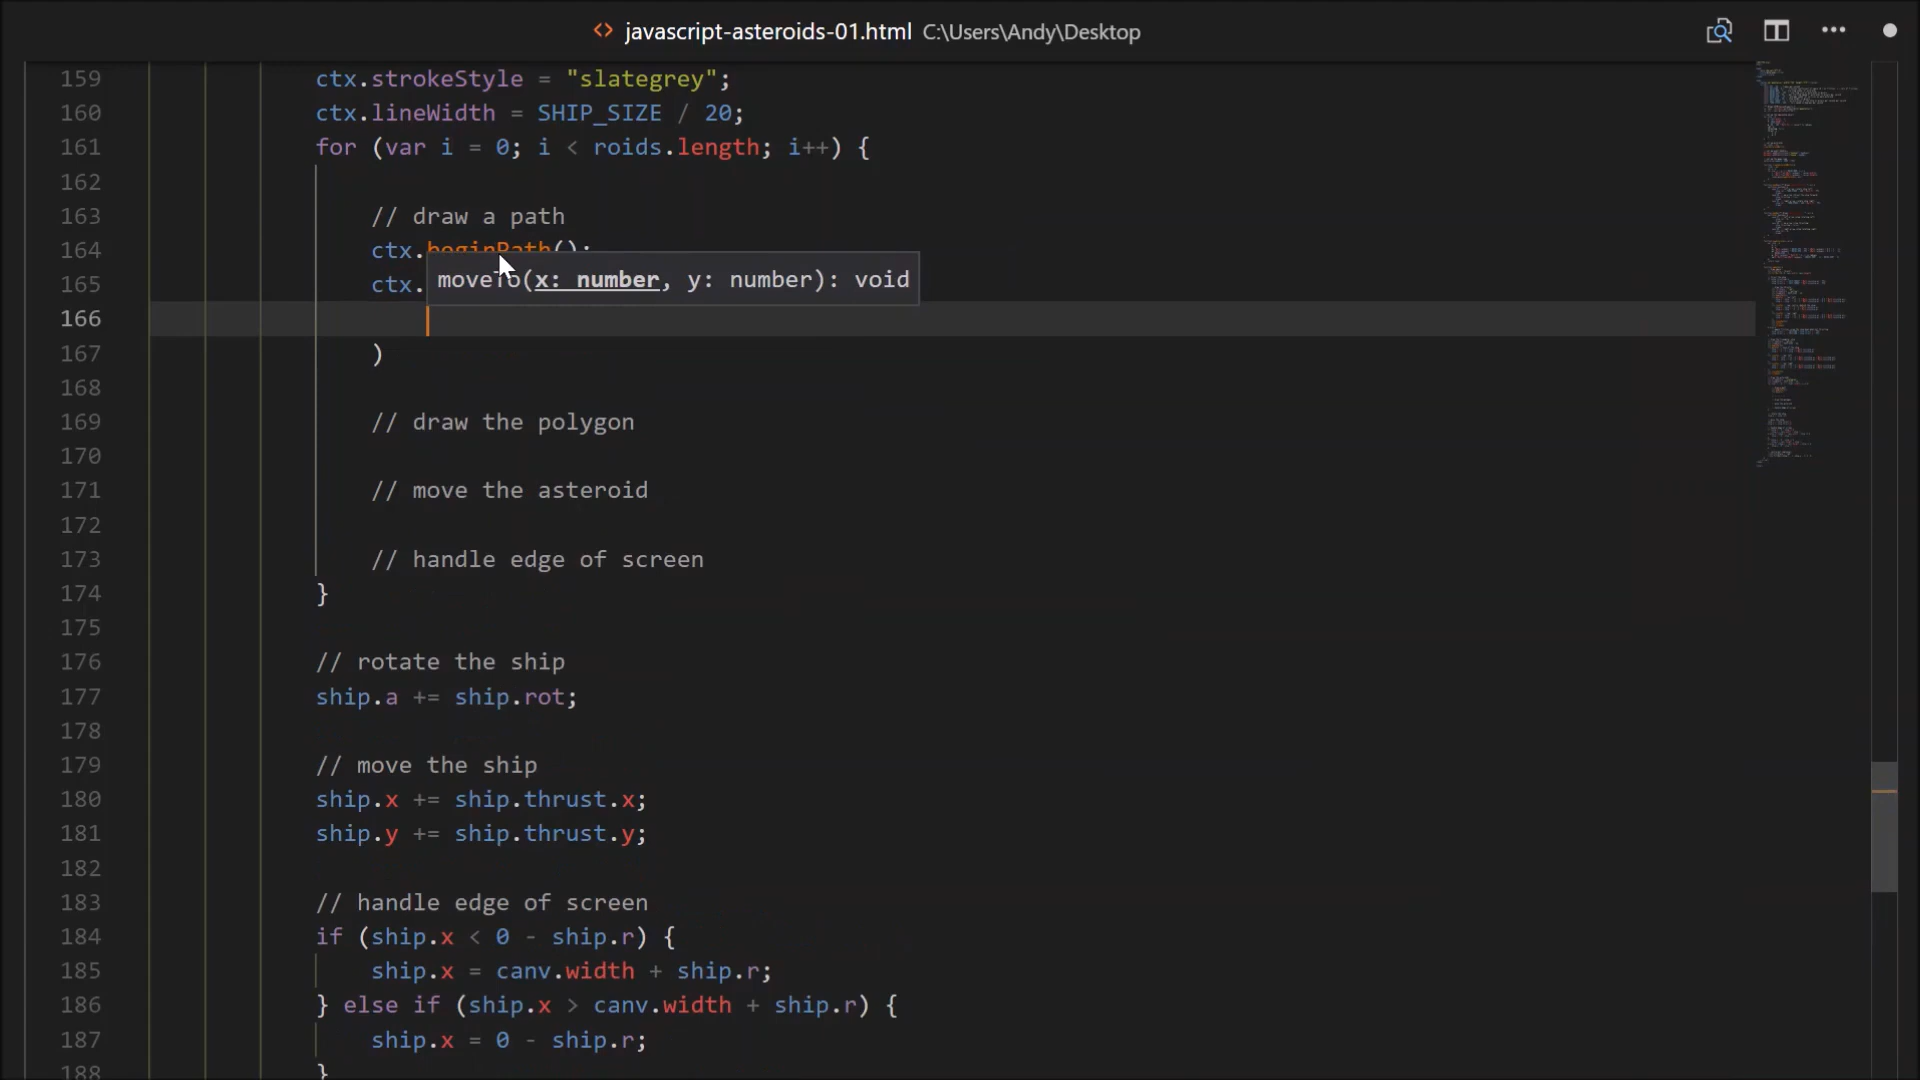 javascript-asteroids-01.html C:\Users\Andy\Desktop
159 ctx.strokeStyle = "slategrey";
160 ctx.lineWidth = SHIP_SIZE / 20;
161 for (var i = 0; i < roids.length; i++) {
162
163 // draw a path
164 ctx.beginPath();
165 ctx. moveTo(x: number, y: number): void
166
167 )
168
169 // draw the polygon
170
171 // move the asteroid
172
173 // handle edge of screen
174 }
175
176 // rotate the ship
177 ship.a += ship.rot;
178
179 // move the ship
180 ship.x += ship.thrust.x;
181 ship.y += ship.thrust.y;
182
183 // handle edge of screen
184 if (ship.x < 0 - ship.r) {
185 ship.x = canv.width + ship.r;
186 } else if (ship.x > canv.width + ship.r) {
187 ship.x = 0 - ship.r;
188 }